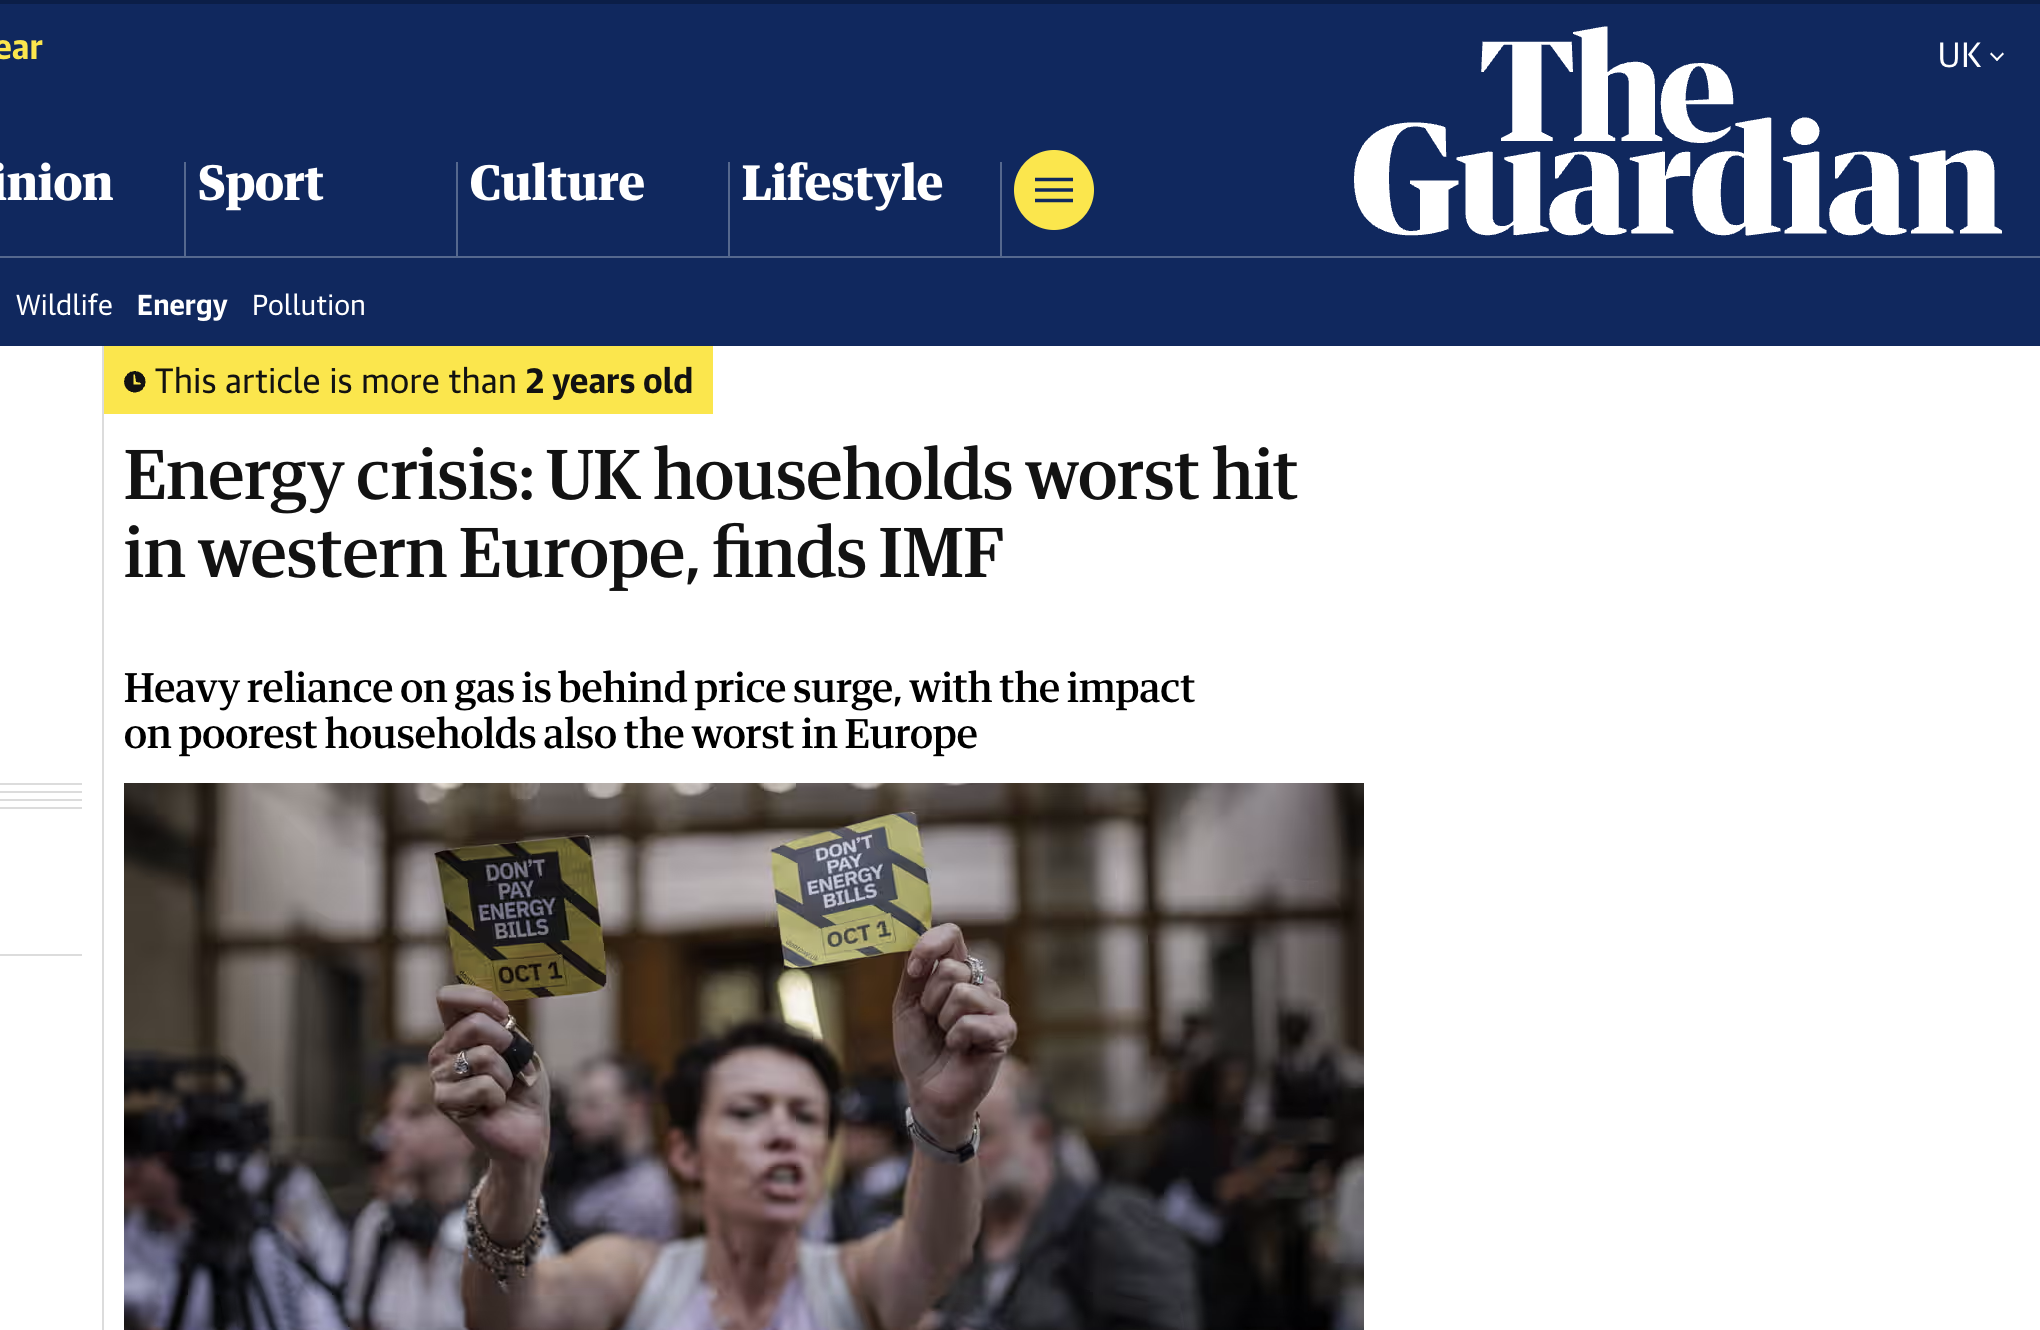 ear
UK
The
Guardian
inion
Sport
Culture
Lifestyle
Wildlife
Energy
Pollution
This article is more than 2 years old
Energy crisis: UK households worst hit
in western Europe, finds IMF
Heavy reliance on gas is behind price surge, with the impact
on poorest households also the worst in Europe
DON'T
PAY
ENERGY
BILLS
OCT 1
DON'T
PAY
ENERGY
BILLS
OCT 1